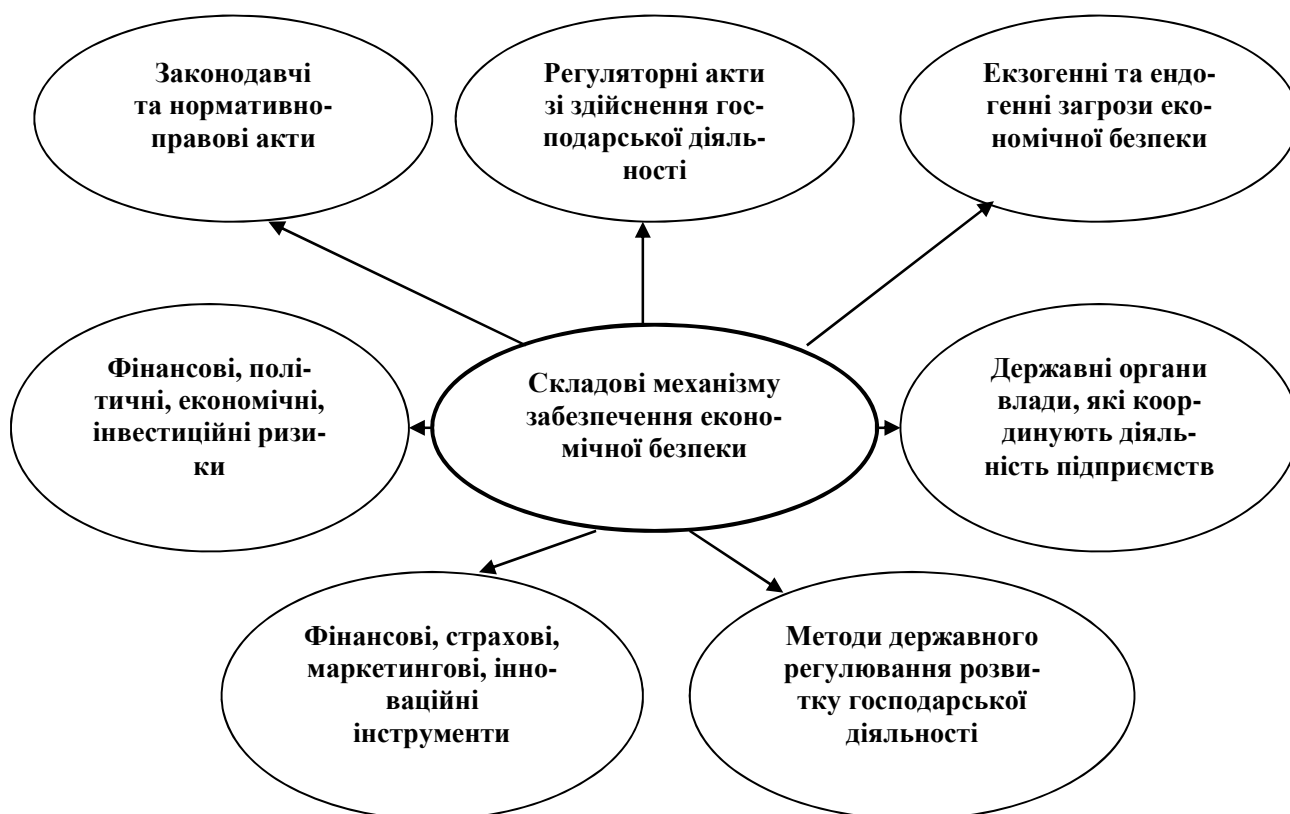 Законодавчі
та нормативно-
правові акти
Регуляторні акти
зі здійснення гос-
подарської діяль-
ності
Екзогенні та ендо-
генні загрози еко-
номічної безпеки
Фінансові, полі-
тичні, економічні,
інвестиційні ризи-
ки
Складові механізму
забезпечення еконо-
мічної безпеки
Державні органи
влади, які коор-
динують діяль-
ність підприємств
Фінансові, страхові,
маркетингові, інно-
ваційні
інструменти
Методи державного
регулювання розви-
тку господарської
діяльності